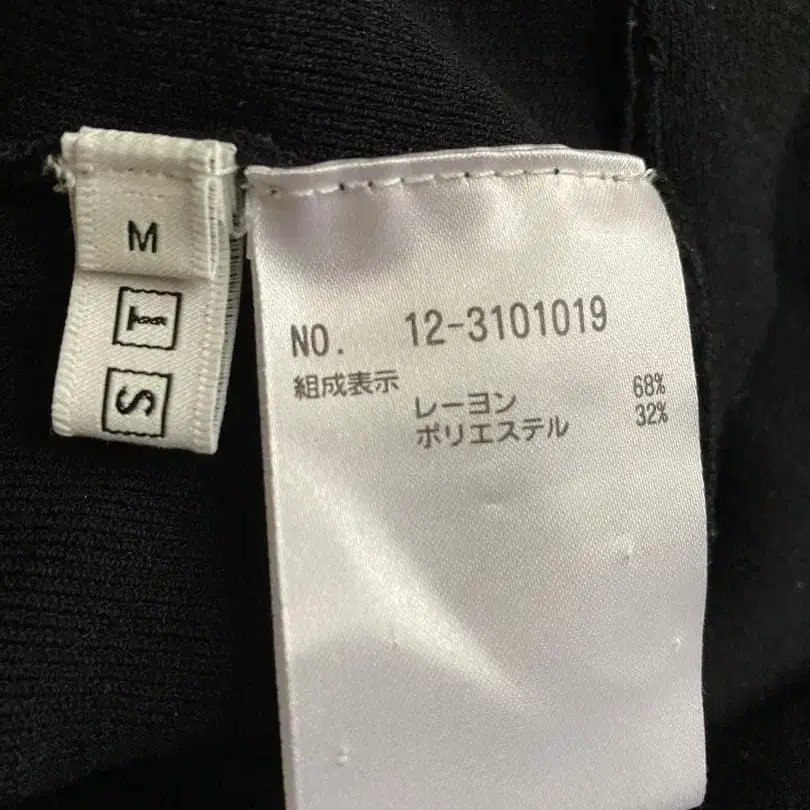 M
T
S
NO. 12-3101019
組成表示
レーヨン 68%
ポリエステル 32%